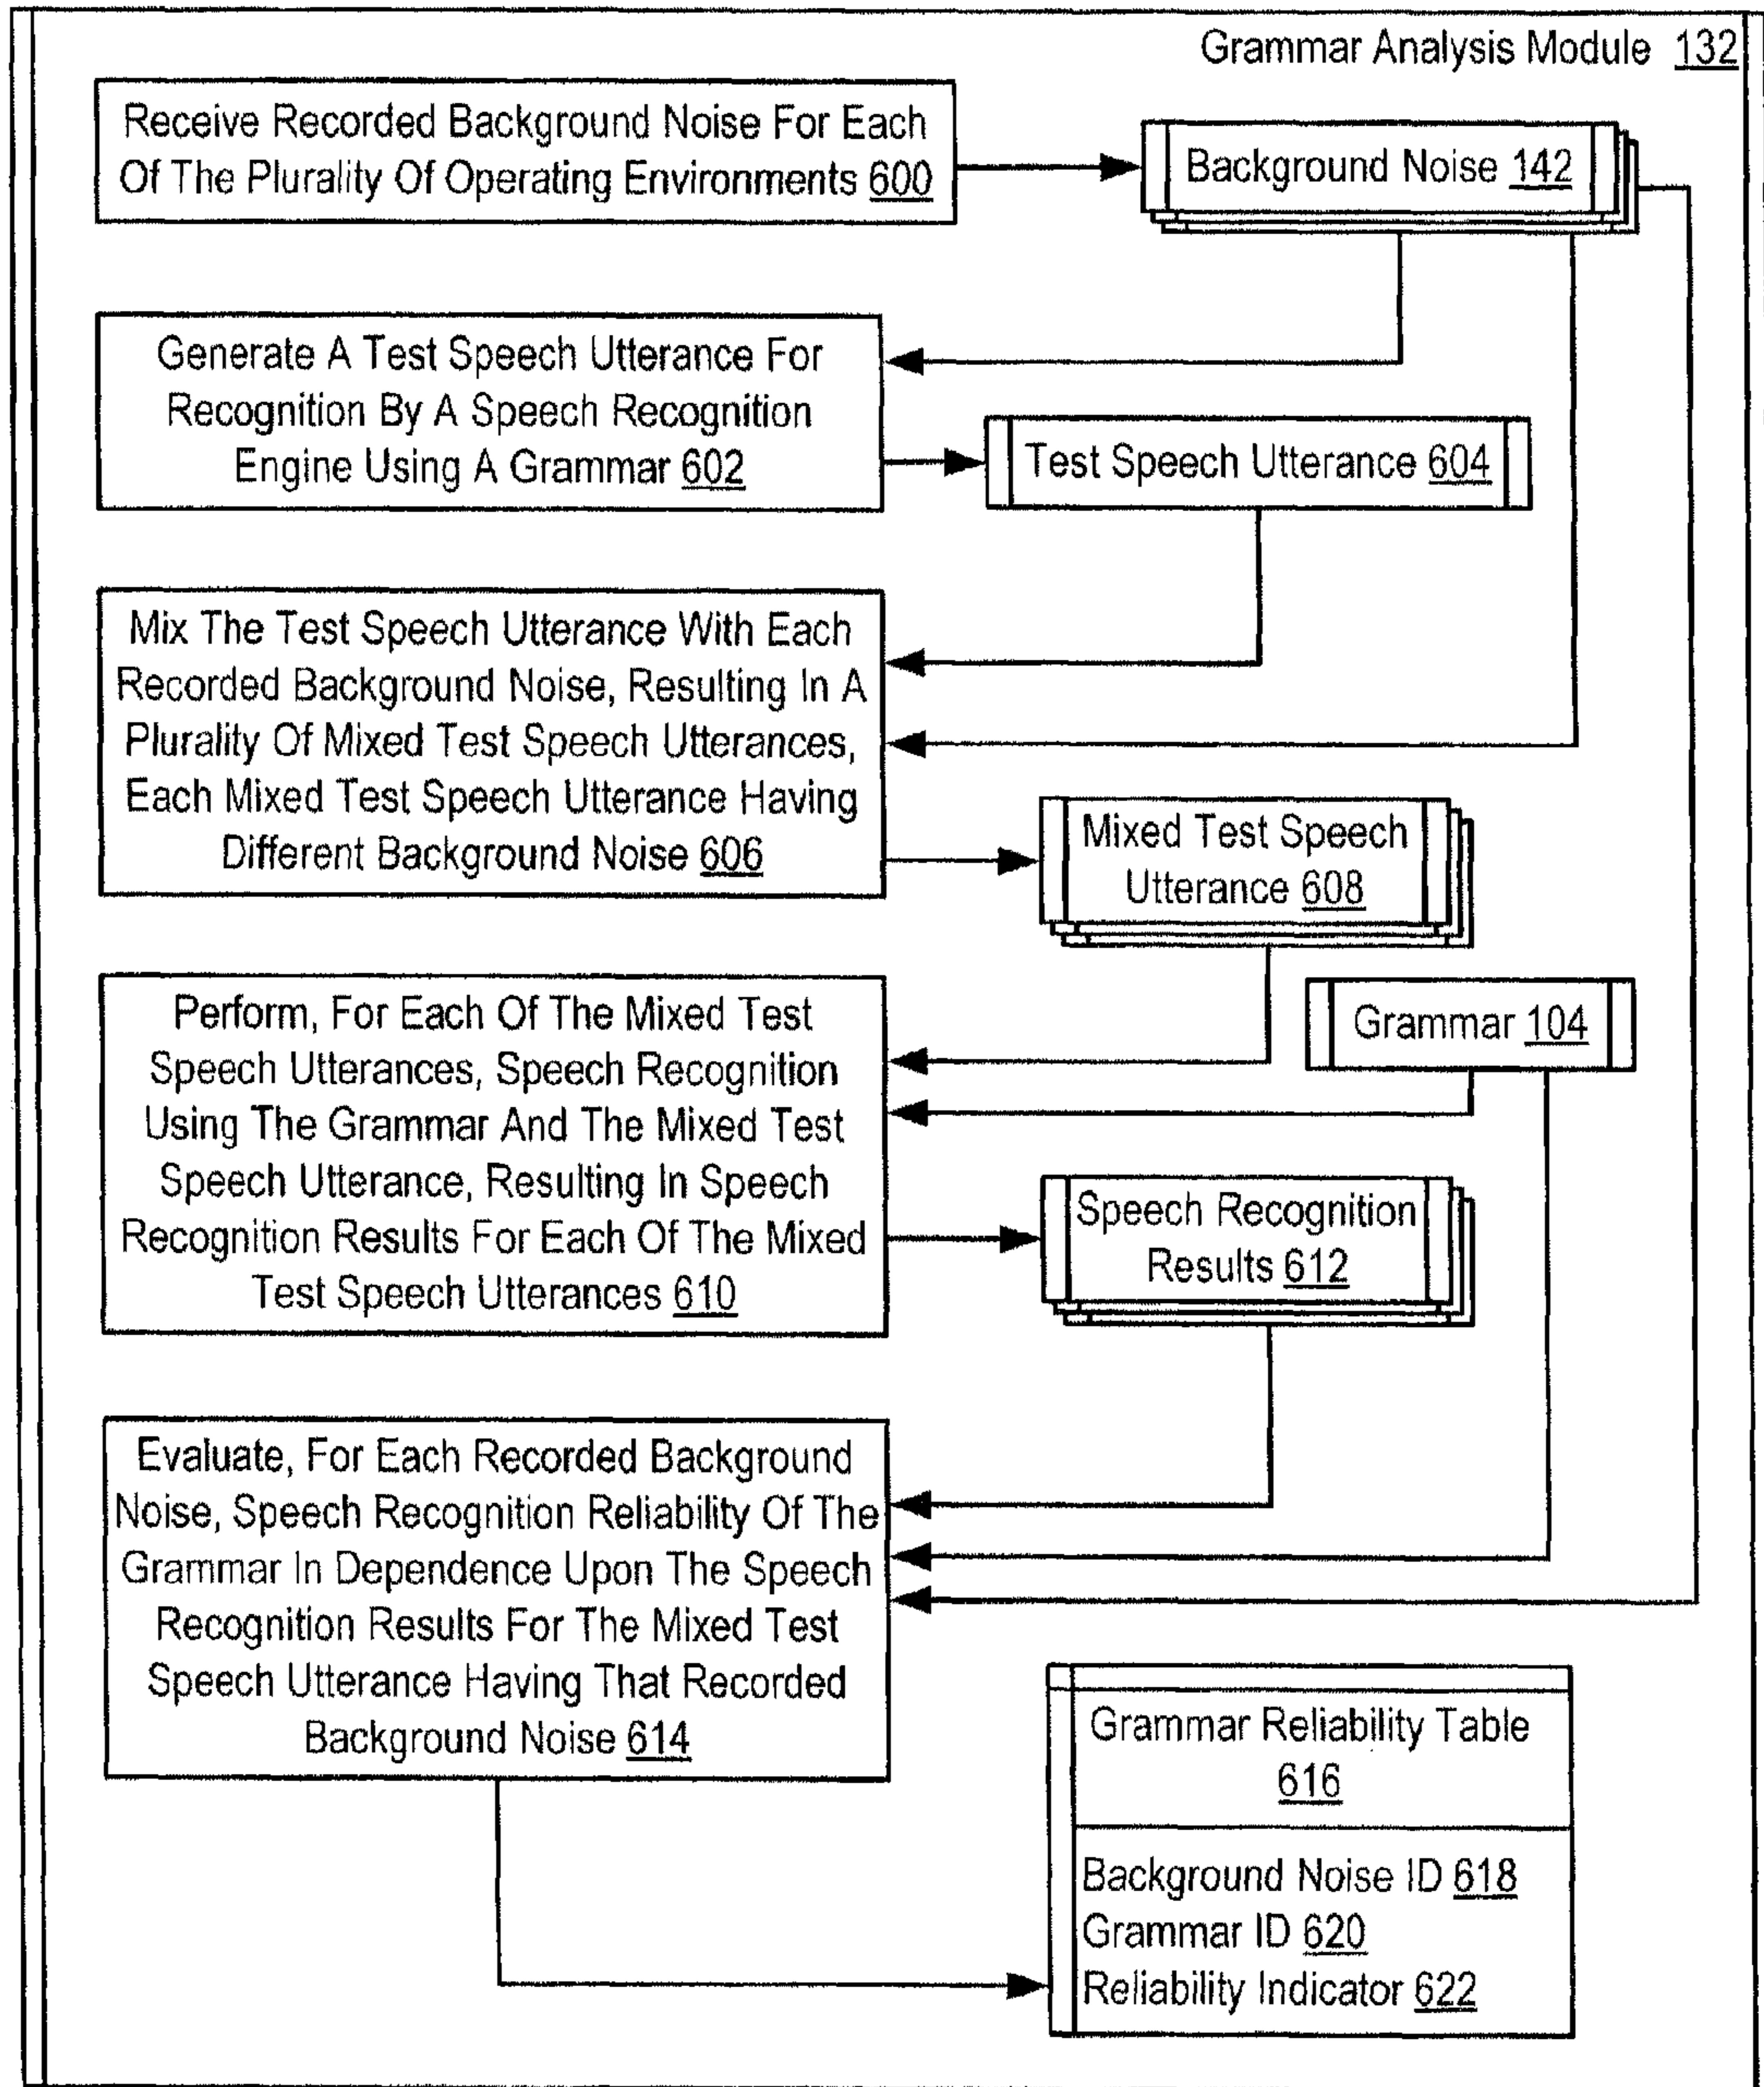 Grammar Analysis Module 132
Receive Recorded Background Noise For Each
Of The Plurality Of Operating Environments 600
Background Noise 142
Generate A Test Speech Utterance For
Recognition By A Speech Recognition
Engine Using A Grammar 602
Test Speech Utterance 604
Mix The Test Speech Utterance With Each
Recorded Background Noise, Resulting In A
Plurality Of Mixed Test Speech Utterances,
Each Mixed Test Speech Utterance Having
Different Background Noise 606
Mixed Test Speech
Utterance 608
Perform, For Each Of The Mixed Test
Speech Utterances, Speech Recognition
Using The Grammar And The Mixed Test
Speech Utterance, Resulting In Speech
Recognition Results For Each Of The Mixed
Test Speech Utterances 610
Grammar 104
Speech Recognition
Results 612
Evaluate, For Each Recorded Background
Noise, Speech Recognition Reliability Of The
Grammar In Dependence Upon The Speech
Recognition Results For The Mixed Test
Speech Utterance Having That Recorded
Background Noise 614
Grammar Reliability Table
616
Background Noise ID 618
Grammar ID 620
Reliability Indicator 622